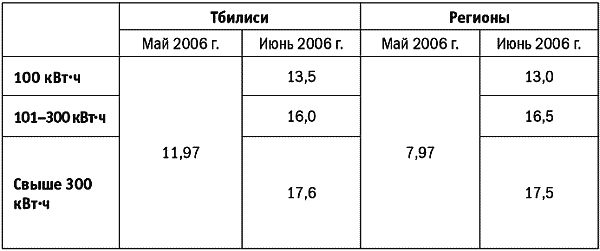 Тбилиси Регионы
Май 2006 г. Июнь 2006 г. Май 2006 г. Июнь 2006 г.
100 кВт·ч 13,5 13,0
101–300 кВт·ч 16,0 16,5
11,97 7,97
Свыше 300
кВт·ч 17,6 17,5